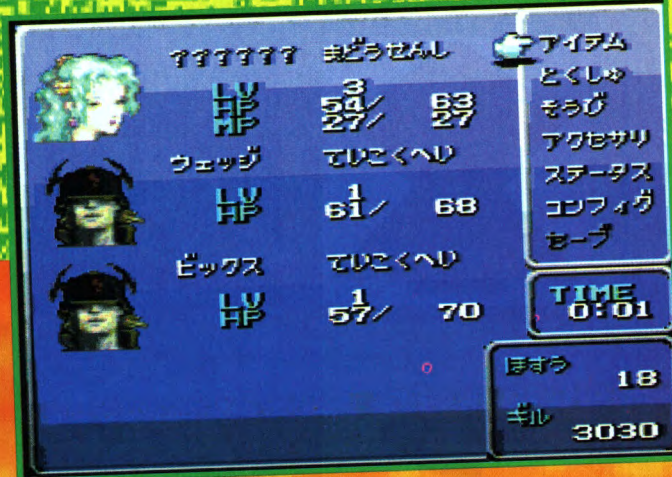 ?????? まどうせんし
LV 3
HP 54/ 63
MP 27/ 27
ウェッジ ていこくへい
LV 1
HP 61/ 68
ビックス ていこくへい
LV 1
HP 57/ 70
アイテム
とくしゅ
そうび
アクセサリ
ステータス
コンフィグ
セーブ
TIME
0:01
ほすう
18
ギル
3030